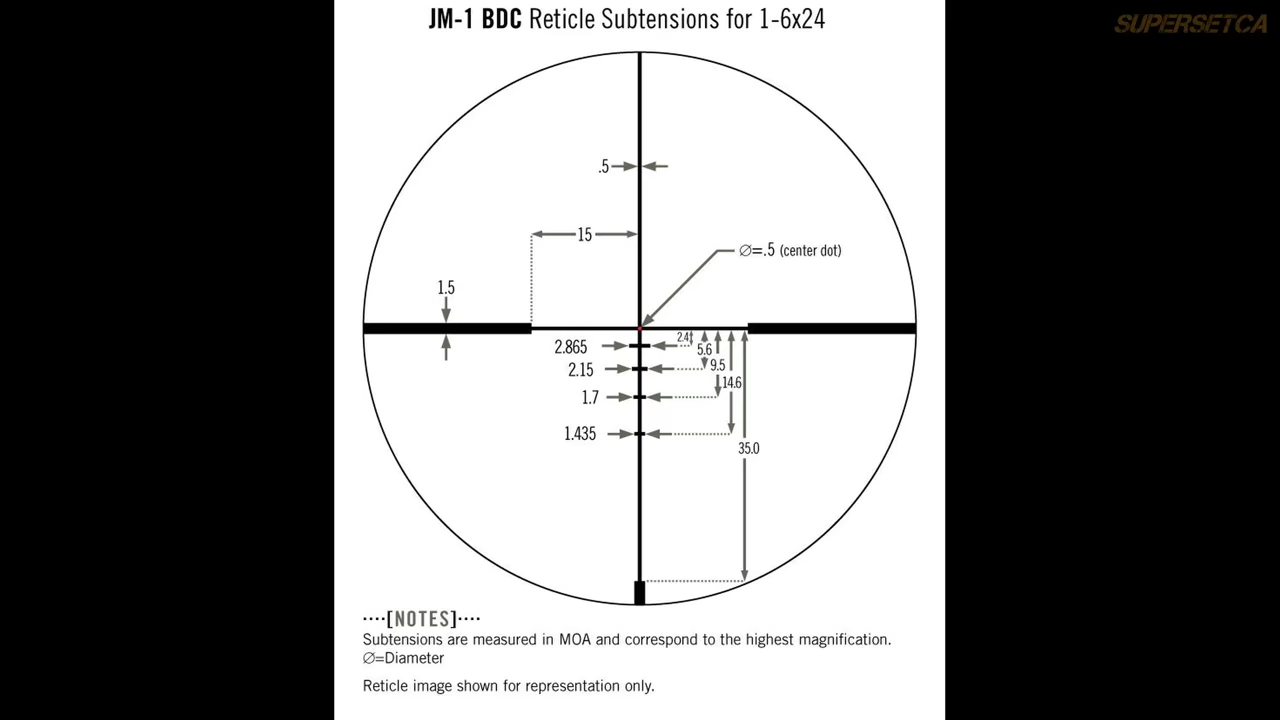 JM-1 BDC Reticle Subtensions for 1-6x24
SUPERSETCA
.5
15
∅=.5 (center dot)
1.5
2.865
2.4
5.6
2.15
9.5
14.6
1.7
1.435
35.0
····[NOTES]····
Subtensions are measured in MOA and correspond to the highest magnification.
∅=Diameter
Reticle image shown for representation only.